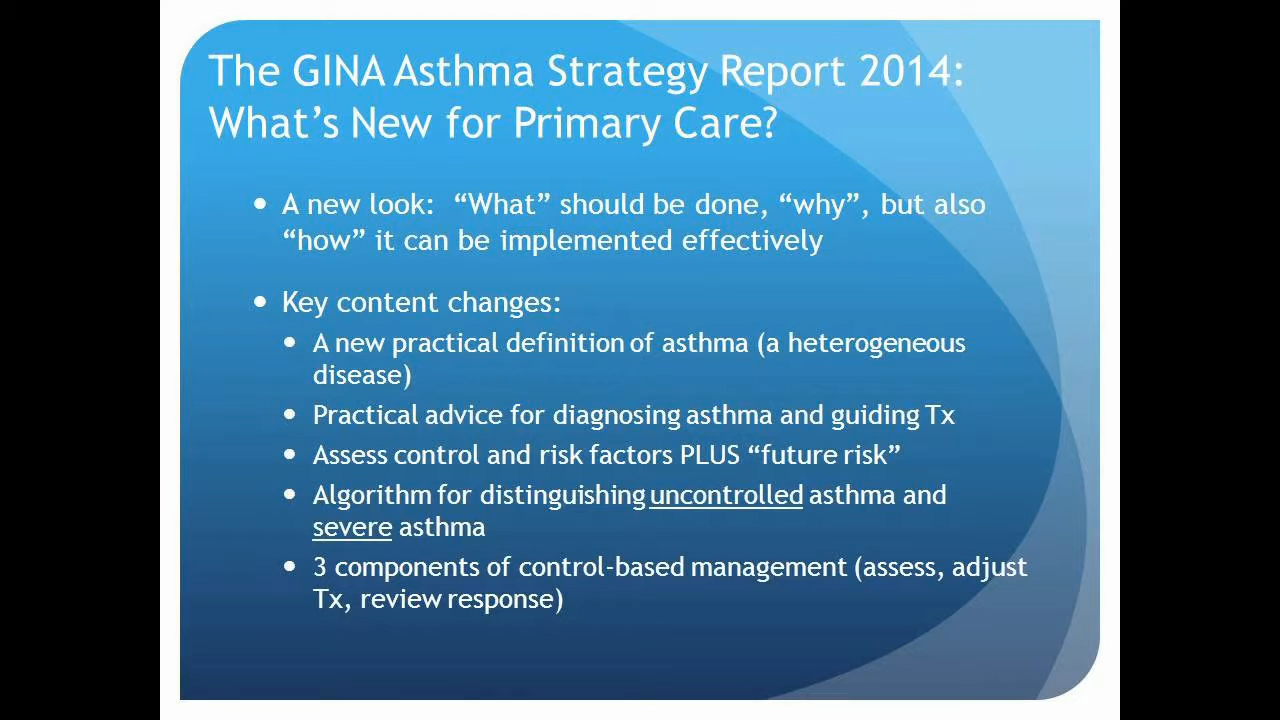 The GINA Asthma Strategy Report 2014:
What’s New for Primary Care?
• A new look:  “What” should be done, “why”, but also
“how” it can be implemented effectively
• Key content changes:
• A new practical definition of asthma (a heterogeneous
disease)
• Practical advice for diagnosing asthma and guiding Tx
• Assess control and risk factors PLUS “future risk”
• Algorithm for distinguishing uncontrolled asthma and
severe asthma
• 3 components of control-based management (assess, adjust
Tx, review response)